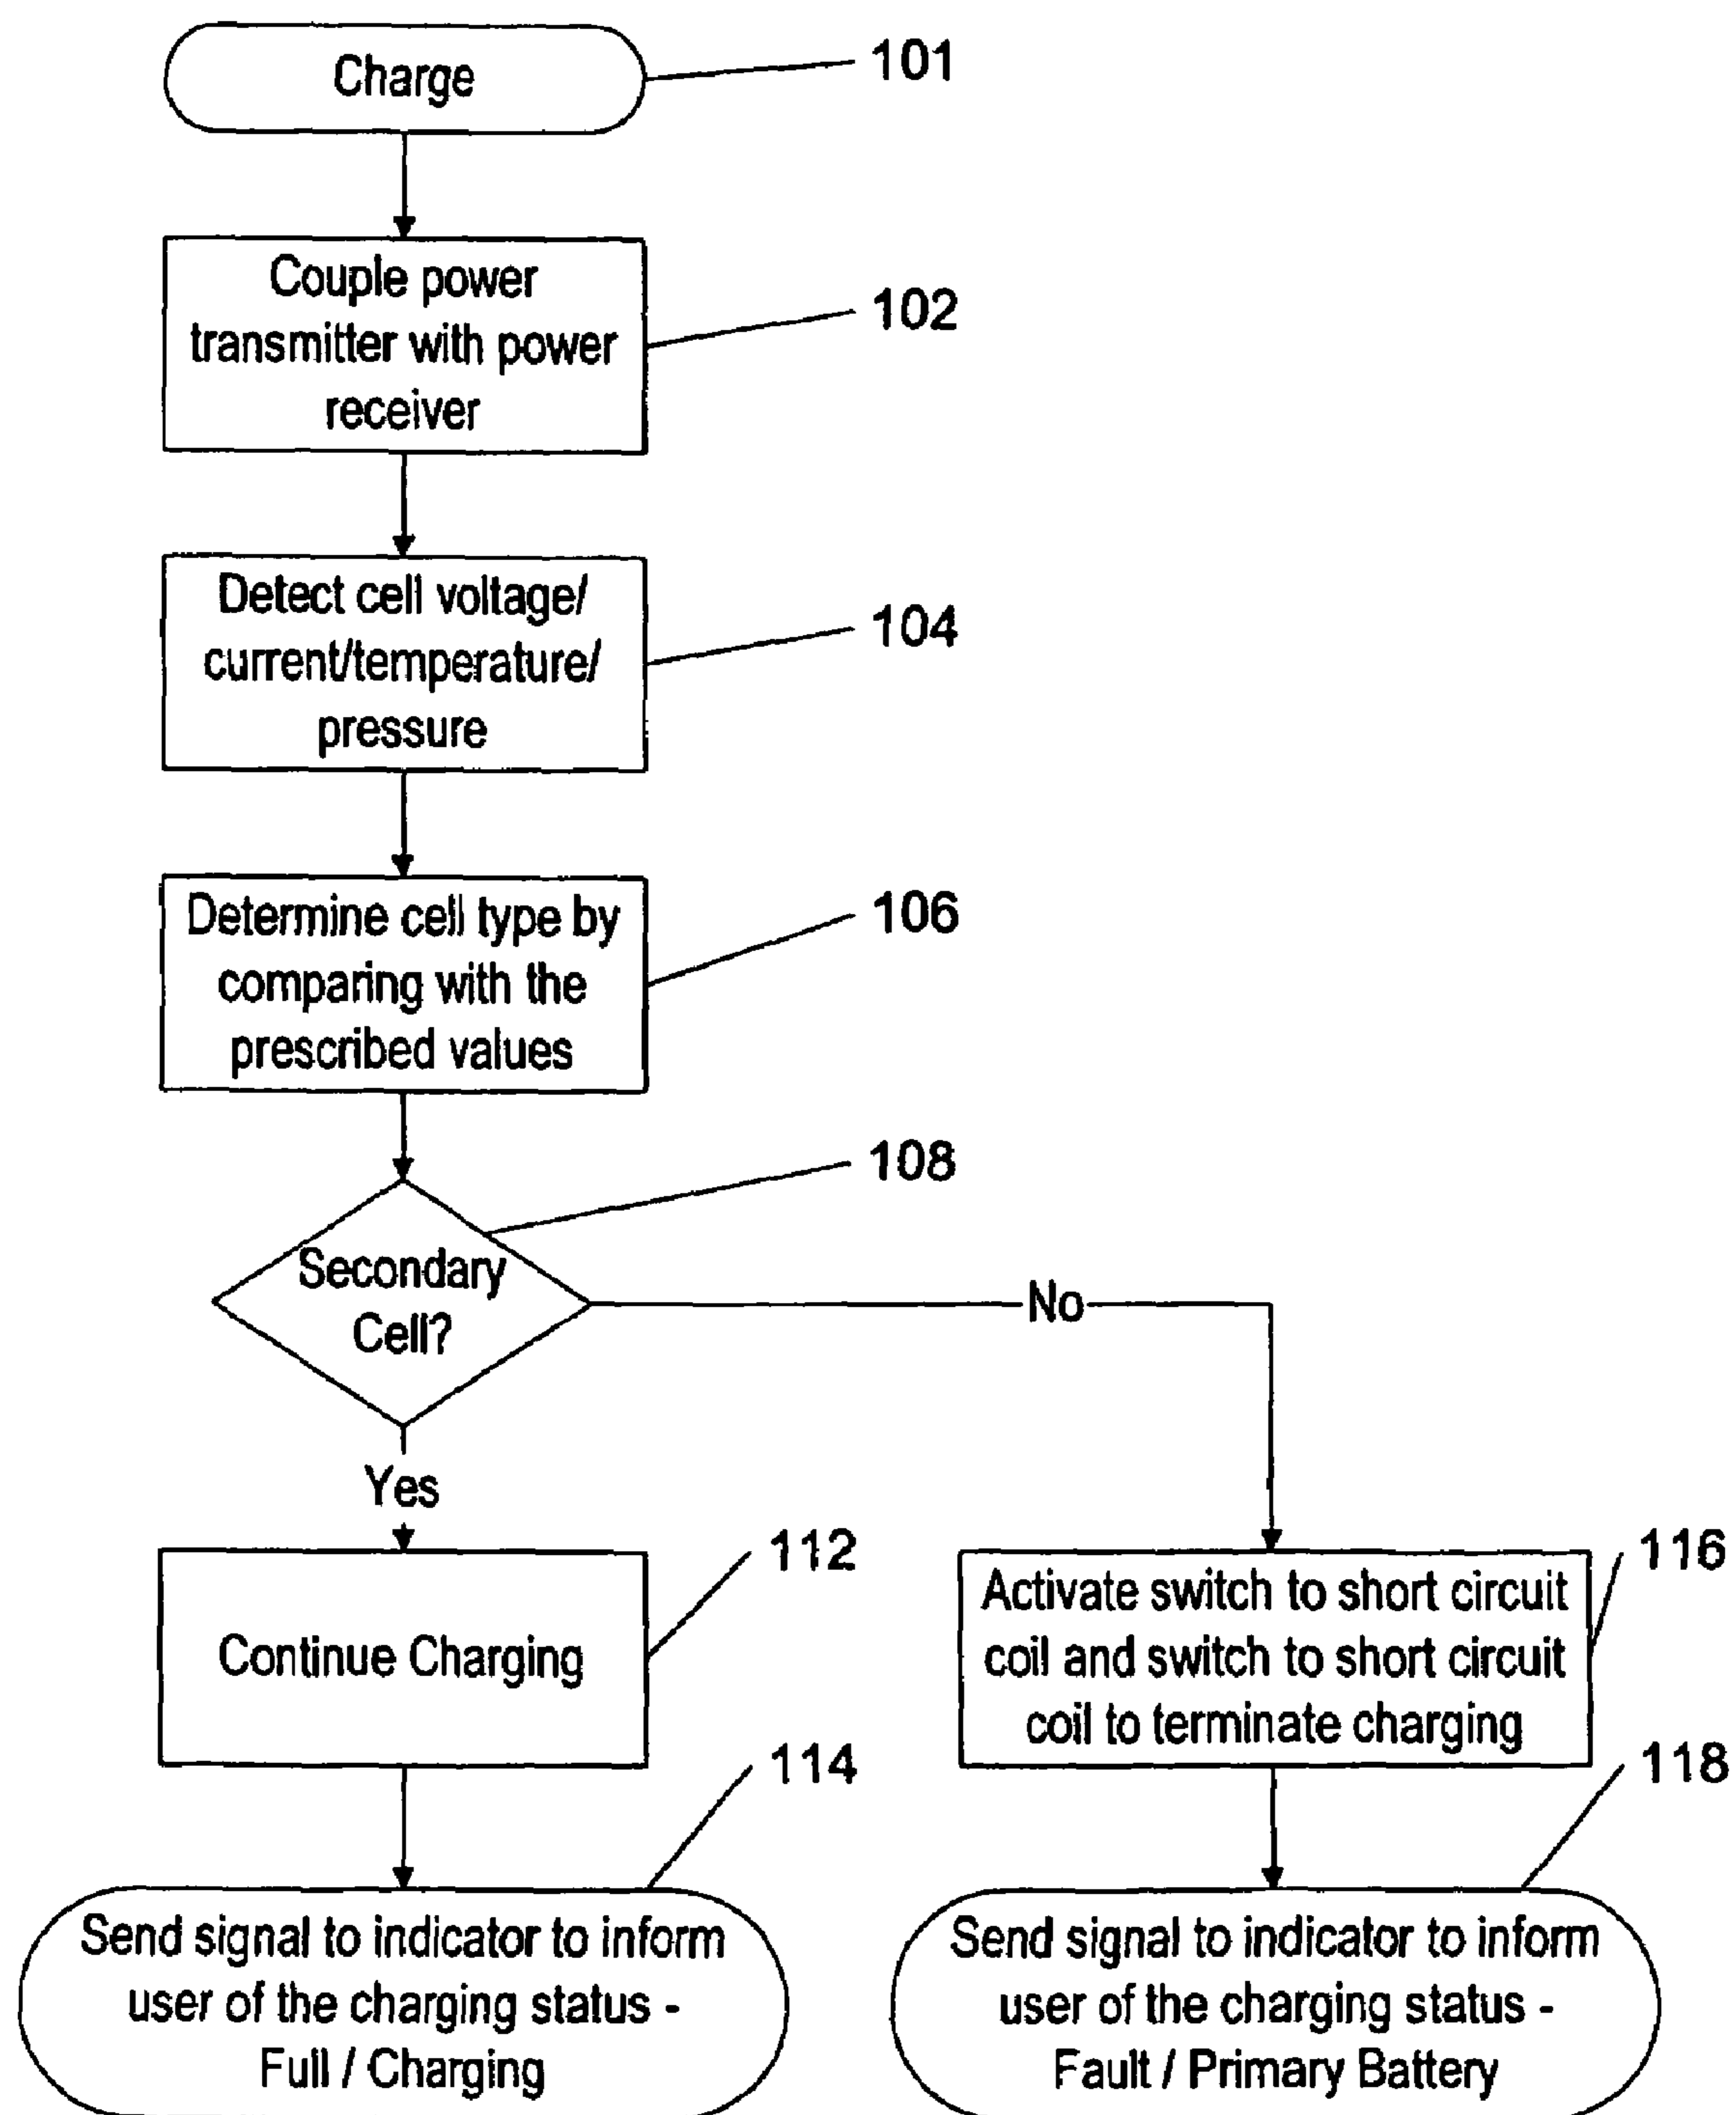 Charge
101
Couple power
transmitter with power
receiver
102
Detect cell voltage/
current/temperature/
pressure
104
Determine cell type by
comparing with the
prescribed values
106
108
Secondary
Cell?
No
Yes
Continue Charging
112
Activate switch to short circuit
coil and switch to short circuit
coil to terminate charging
116
114
Send signal to indicator to inform
user of the charging status -
Full / Charging
118
Send signal to indicator to inform
user of the charging status -
Fault / Primary Battery